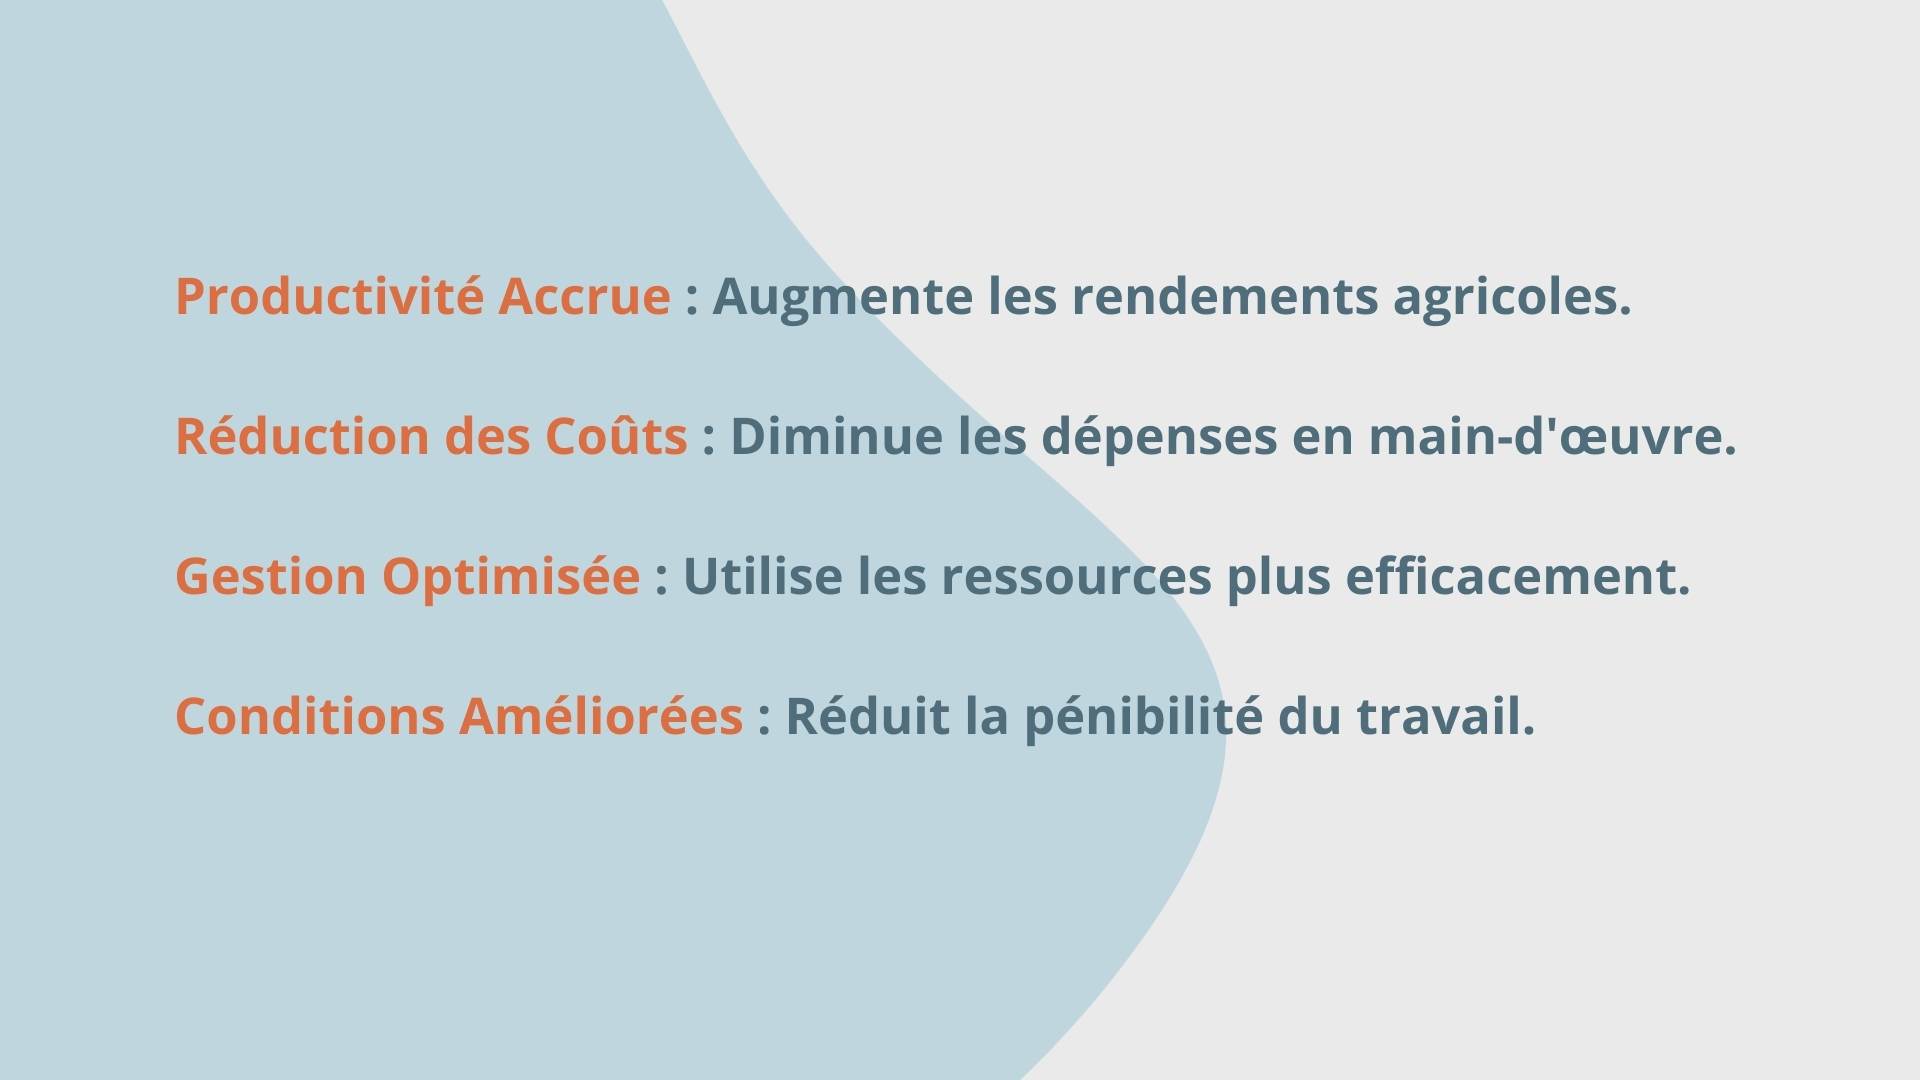 Productivité Accrue : Augmente les rendements agricoles.
Réduction des Coûts : Diminue les dépenses en main-d'œuvre.
Gestion Optimisée : Utilise les ressources plus efficacement.
Conditions Améliorées : Réduit la pénibilité du travail.